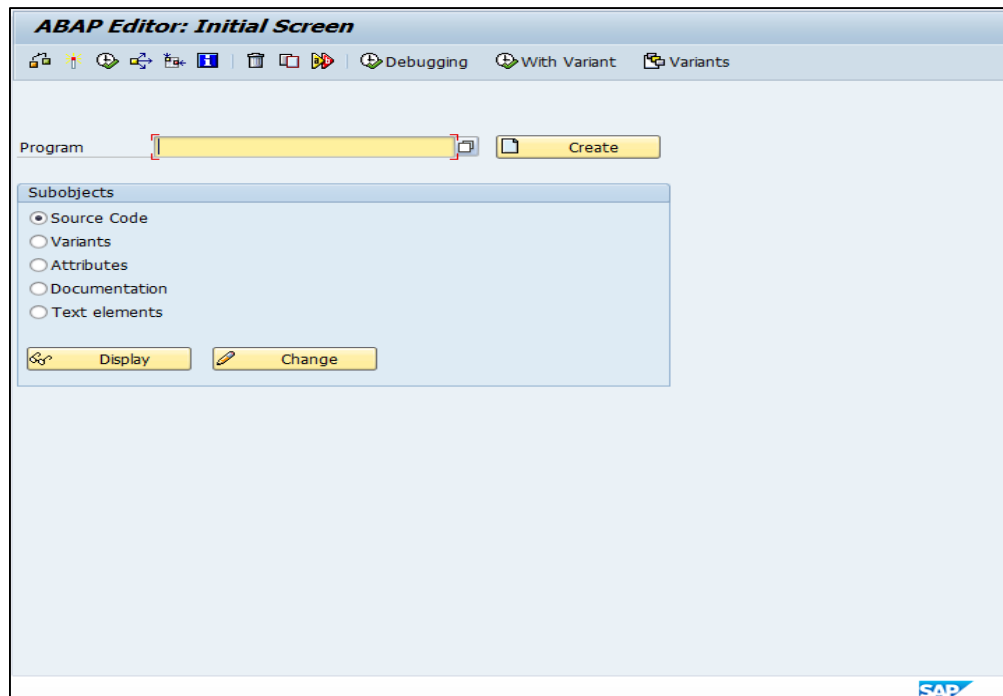 ABAP Editor: Initial Screen
Debugging With Variant Variants
Program Create
Subobjects
Source Code
Variants
Attributes
Documentation
Text elements
Display Change
SAP